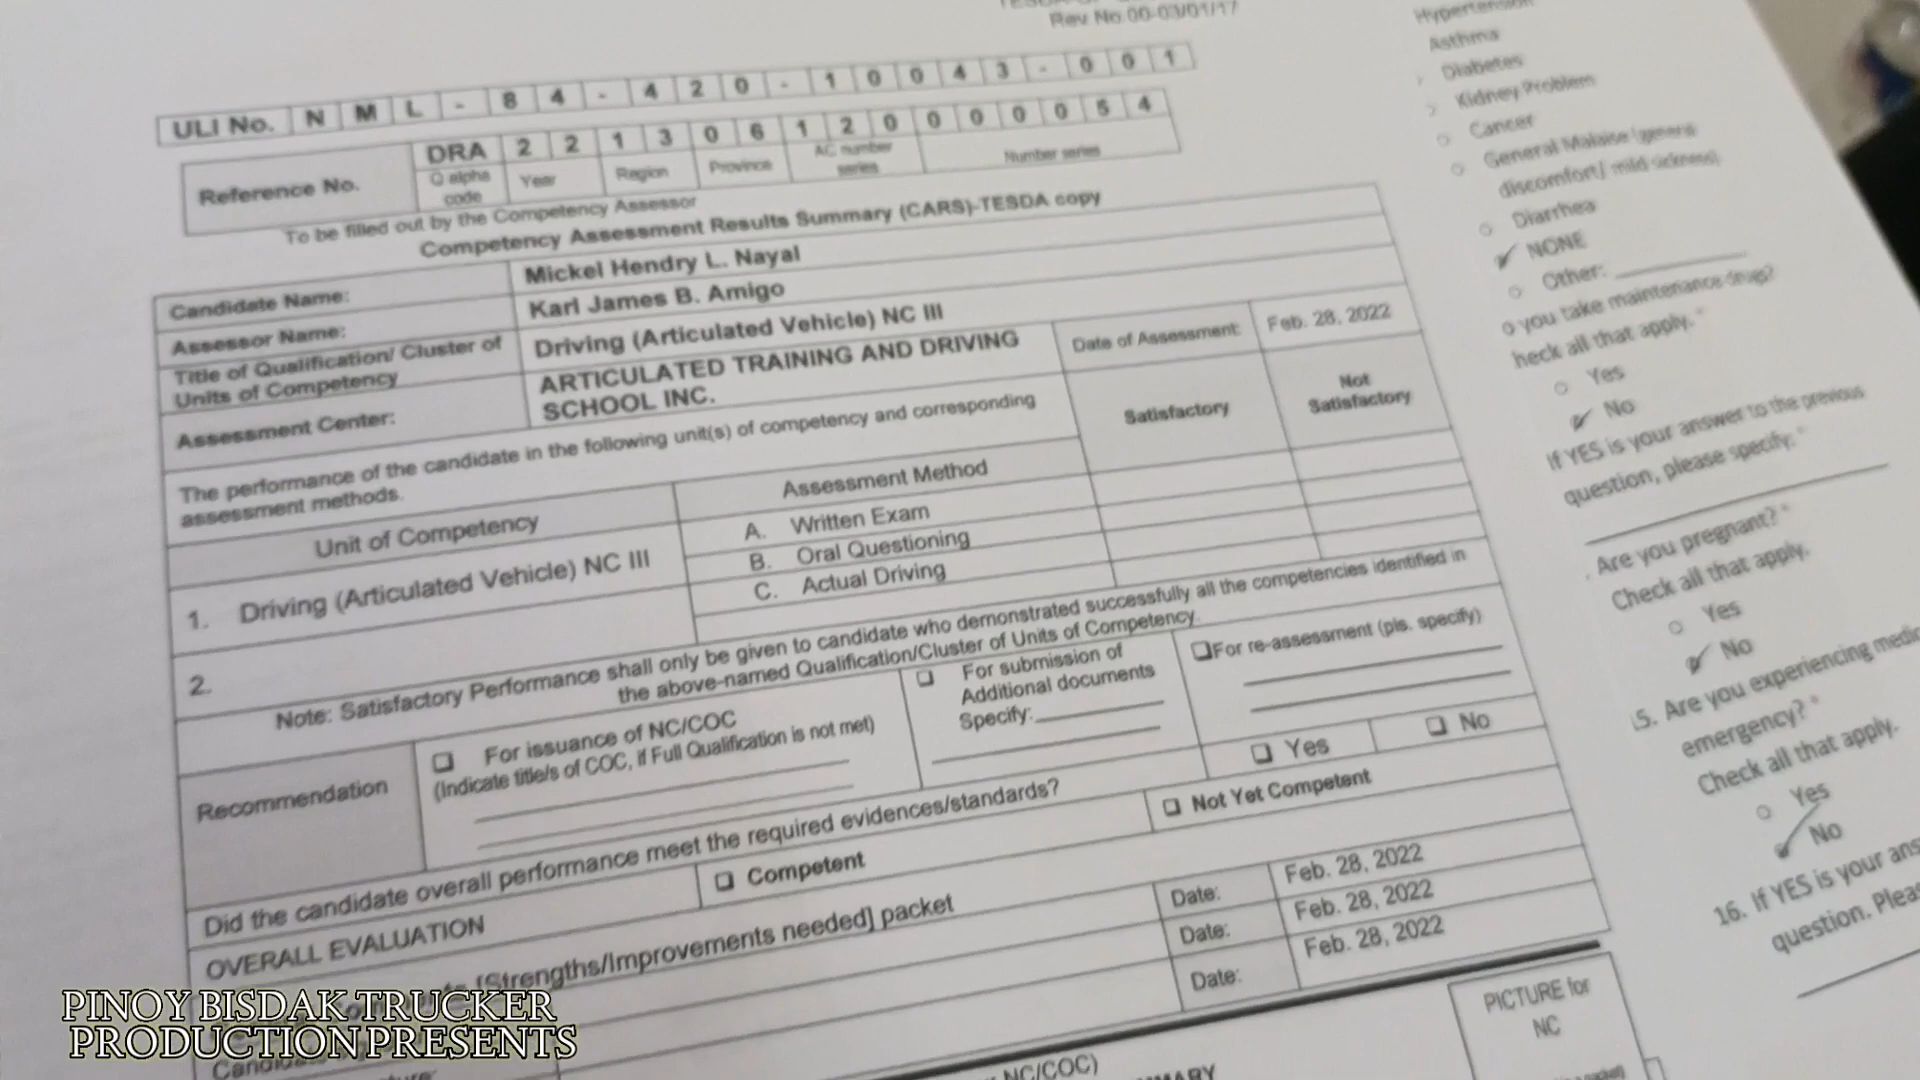 Rev.No.00-03/01/17
ULI No. N M L - 8 4 - 4 2 0 - 1 0 0 4 3 - 0 0 1
Reference No. DRA 2 2 1 3 0 6 1 2 0 0 0 0 0 5 4
Q alpha code Year Region Province AC number series Number series
To be filled out by the Competency Assessor
Competency Assessment Results Summary (CARS)-TESDA copy
Candidate Name: Mickel Hendry L. Nayal
Assessor Name: Karl James B. Amigo
Title of Qualification/ Cluster of
Units of Competency
Driving (Articulated Vehicle) NC III
Assessment Center:
ARTICULATED TRAINING AND DRIVING
SCHOOL INC.
Date of Assessment: Feb. 28, 2022
The performance of the candidate in the following unit(s) of competency and corresponding
assessment methods.
Satisfactory
Not
Satisfactory
Unit of Competency
Assessment Method
1. Driving (Articulated Vehicle) NC III
A. Written Exam
B. Oral Questioning
C. Actual Driving
2.
Note: Satisfactory Performance shall only be given to candidate who demonstrated successfully all the competencies identified in
the above-named Qualification/Cluster of Units of Competency
Recommendation
For issuance of NC/COC
(Indicate title/s of COC, if Full Qualification is not met)
For submission of
Additional documents
Specify:
For re-assessment (pls. specify)
Did the candidate overall performance meet the required evidences/standards?
Yes
No
OVERALL EVALUATION
Competent
Not Yet Competent
[Strengths/Improvements needed] packet
Date: Feb. 28, 2022
Date: Feb. 28, 2022
Date: Feb. 28, 2022
PICTURE for
NC
NC/COC)
Hypertension
Asthma
Diabetes
Kidney Problem
Cancer
General Malaise (general
discomfort/ mild sickness)
Diarrhea
NONE
Other:
o you take maintenance drug?
heck all that apply. *
Yes
No
If YES is your answer to the previous
question, please specify: *
Are you pregnant? *
Check all that apply.
Yes
No
5. Are you experiencing medic
emergency? *
Check all that apply.
Yes
No
16. If YES is your ans
question. Pleas
PINOY BISDAK TRUCKER
PRODUCTION PRESENTS